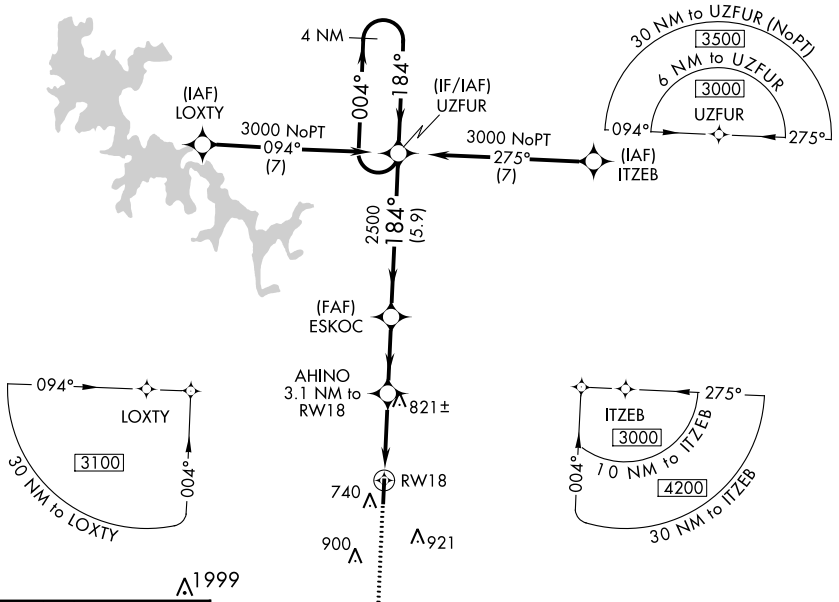 4 NM
004°
184°
(IF/IAF)
UZFUR
(IAF)
LOXTY
3000 NoPT
094°
(7)
3000 NoPT
275°
(7)
(IAF)
ITZEB
30 NM to UZFUR (NoPT)
3500
6 NM to UZFUR
3000
UZFUR
094°
275°
2500
184°
(5.9)
(FAF)
ESKOC
AHINO
3.1 NM to
RW18
821±
RW18
740
900
921
1999
094°
LOXTY
3100
004°
30 NM to LOXTY
275°
ITZEB
3000
10 NM to ITZEB
004°
4200
30 NM to ITZEB